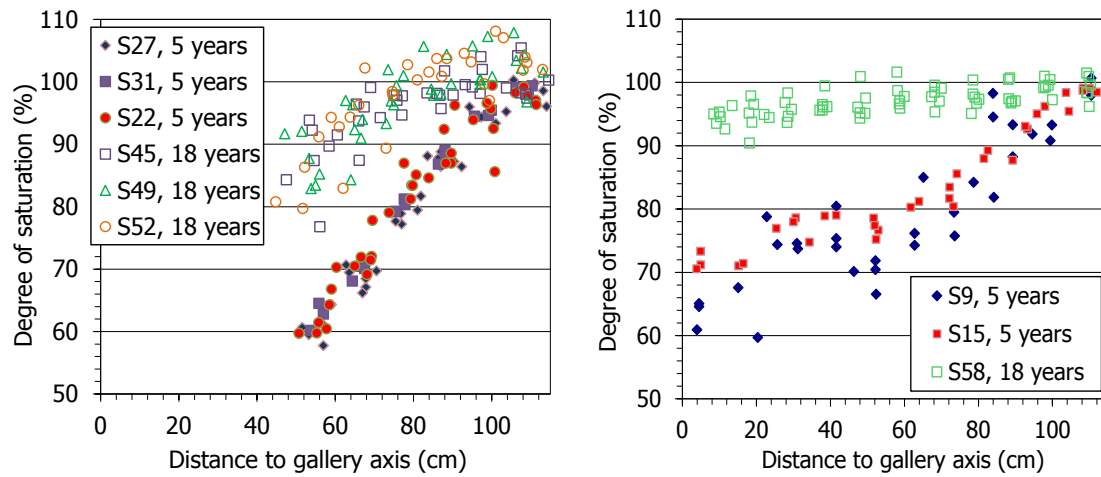 110
100
90
80
70
60
50
Degree of saturation (%)
S27, 5 years
S31, 5 years
S22, 5 years
S45, 18 years
S49, 18 years
S52, 18 years
0 20 40 60 80 100
Distance to gallery axis (cm)
110
100
90
80
70
60
50
Degree of saturation (%)
S9, 5 years
S15, 5 years
S58, 18 years
0 20 40 60 80 100
Distance to gallery axis (cm)